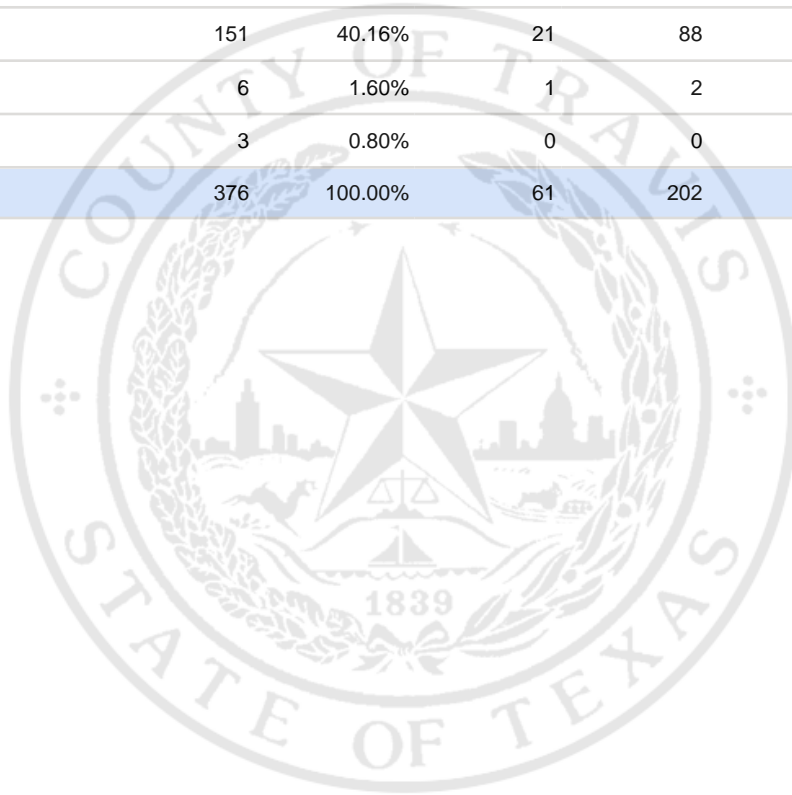 151 40.16% 21 88
6 1.60% 1 2
3 0.80% 0 0
376 100.00% 61 202
COUNTY OF TRAVIS
1839
STATE OF TEXAS